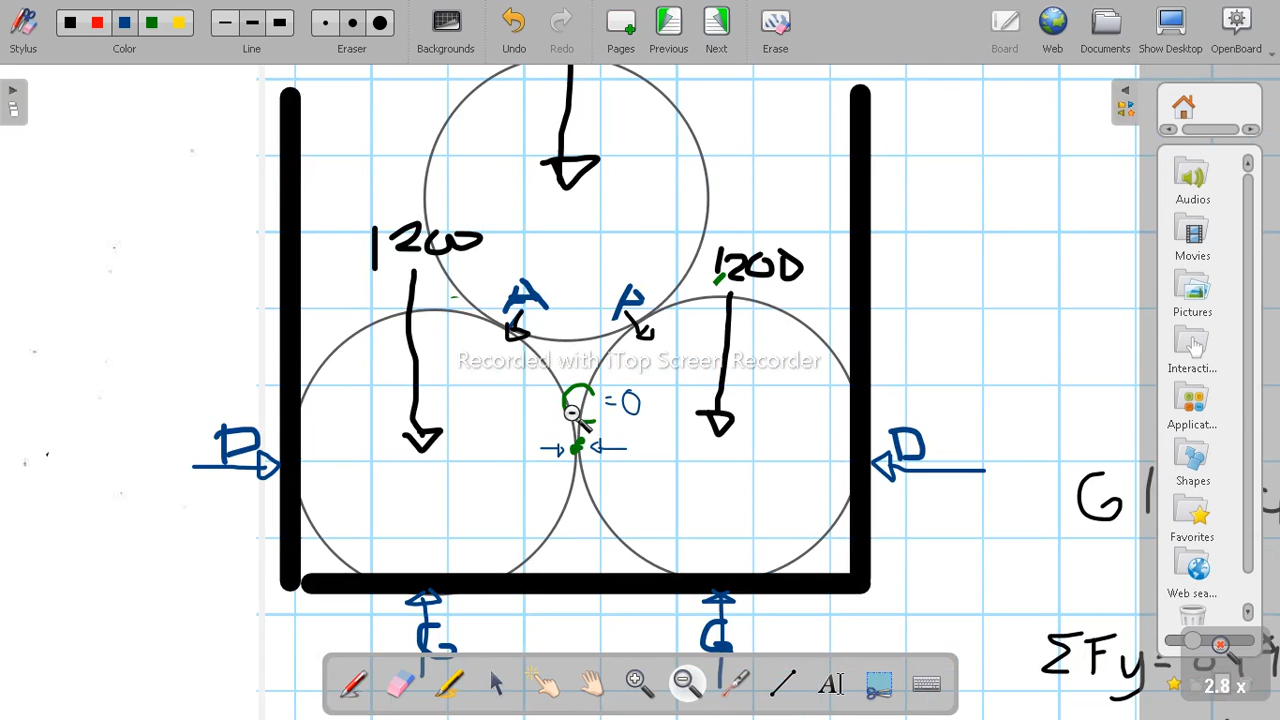 Stylus
Color
Line
Eraser
Backgrounds
Undo
Redo
Pages
Previous
Next
Erase
Board
Web
Documents
Show Desktop
OpenBoard
Audios
Movies
Pictures
Interacti...
Applicat...
Shapes
Favorites
Web sea...
1200
1200
A
A
Recorded with iTop Screen Recorder
= 0
D
D
G
G
G
ΣFy=
2.8 x